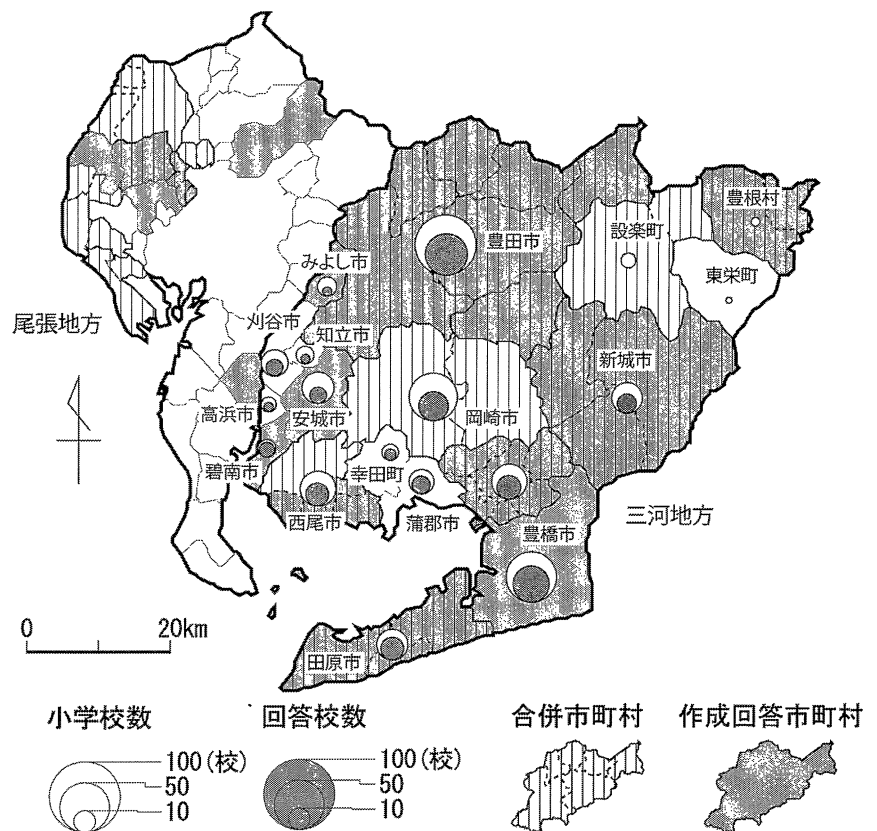 豊根村
設楽町
豊田市
東栄町
みよし市
尾張地方
刈谷市
知立市
新城市
高浜市
安城市
岡崎市
碧南市
幸田町
西尾市
蒲郡市
三河地方
豊橋市
0 20km
田原市
小学校数 回答校数 合併市町村 作成回答市町村
100(校) 100(校)
50 50
10 10